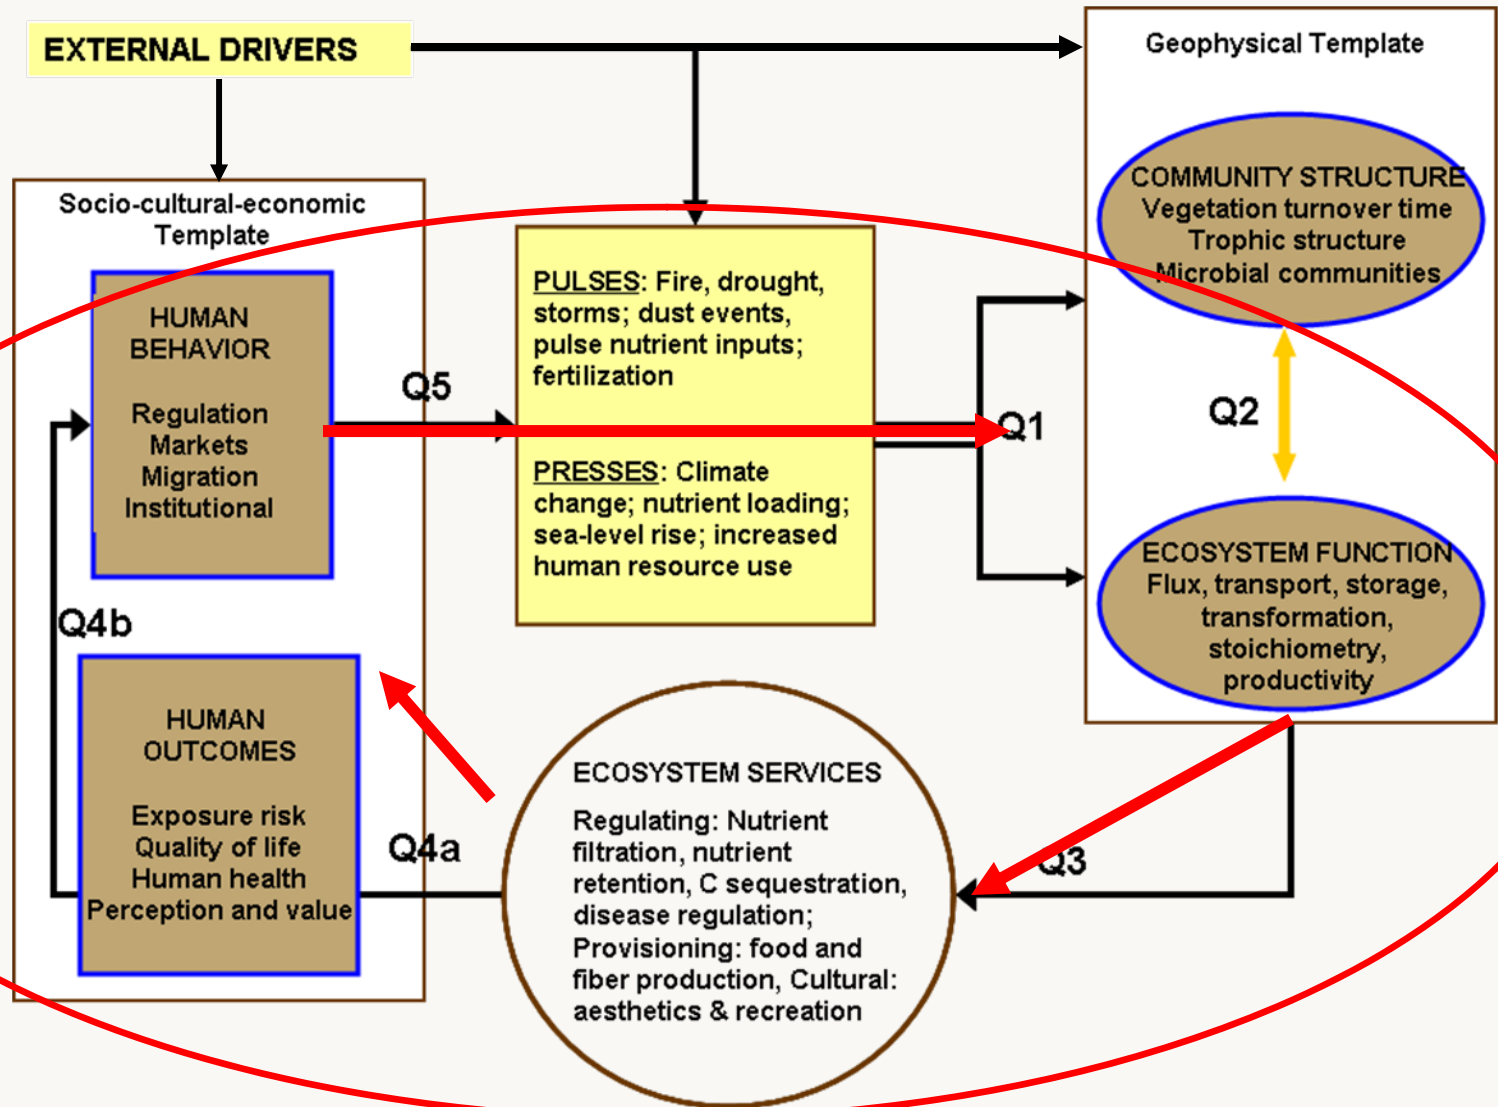 EXTERNAL DRIVERS
Geophysical Template
COMMUNITY STRUCTURE
Vegetation turnover time
Trophic structure
Microbial communities
Socio-cultural-economic
Template
HUMAN
BEHAVIOR
Regulation
Markets
Migration
Institutional
Q5
PULSES: Fire, drought,
storms; dust events,
pulse nutrient inputs;
fertilization
PRESSES: Climate
change; nutrient loading;
sea-level rise; increased
human resource use
Q1
Q2
ECOSYSTEM FUNCTION
Flux, transport, storage,
transformation,
stoichiometry,
productivity
Q4b
HUMAN
OUTCOMES
Exposure risk
Quality of life
Human health
Perception and value
Q4a
ECOSYSTEM SERVICES
Regulating: Nutrient
filtration, nutrient
retention, C sequestration,
disease regulation;
Provisioning: food and
fiber production, Cultural:
aesthetics & recreation
Q3